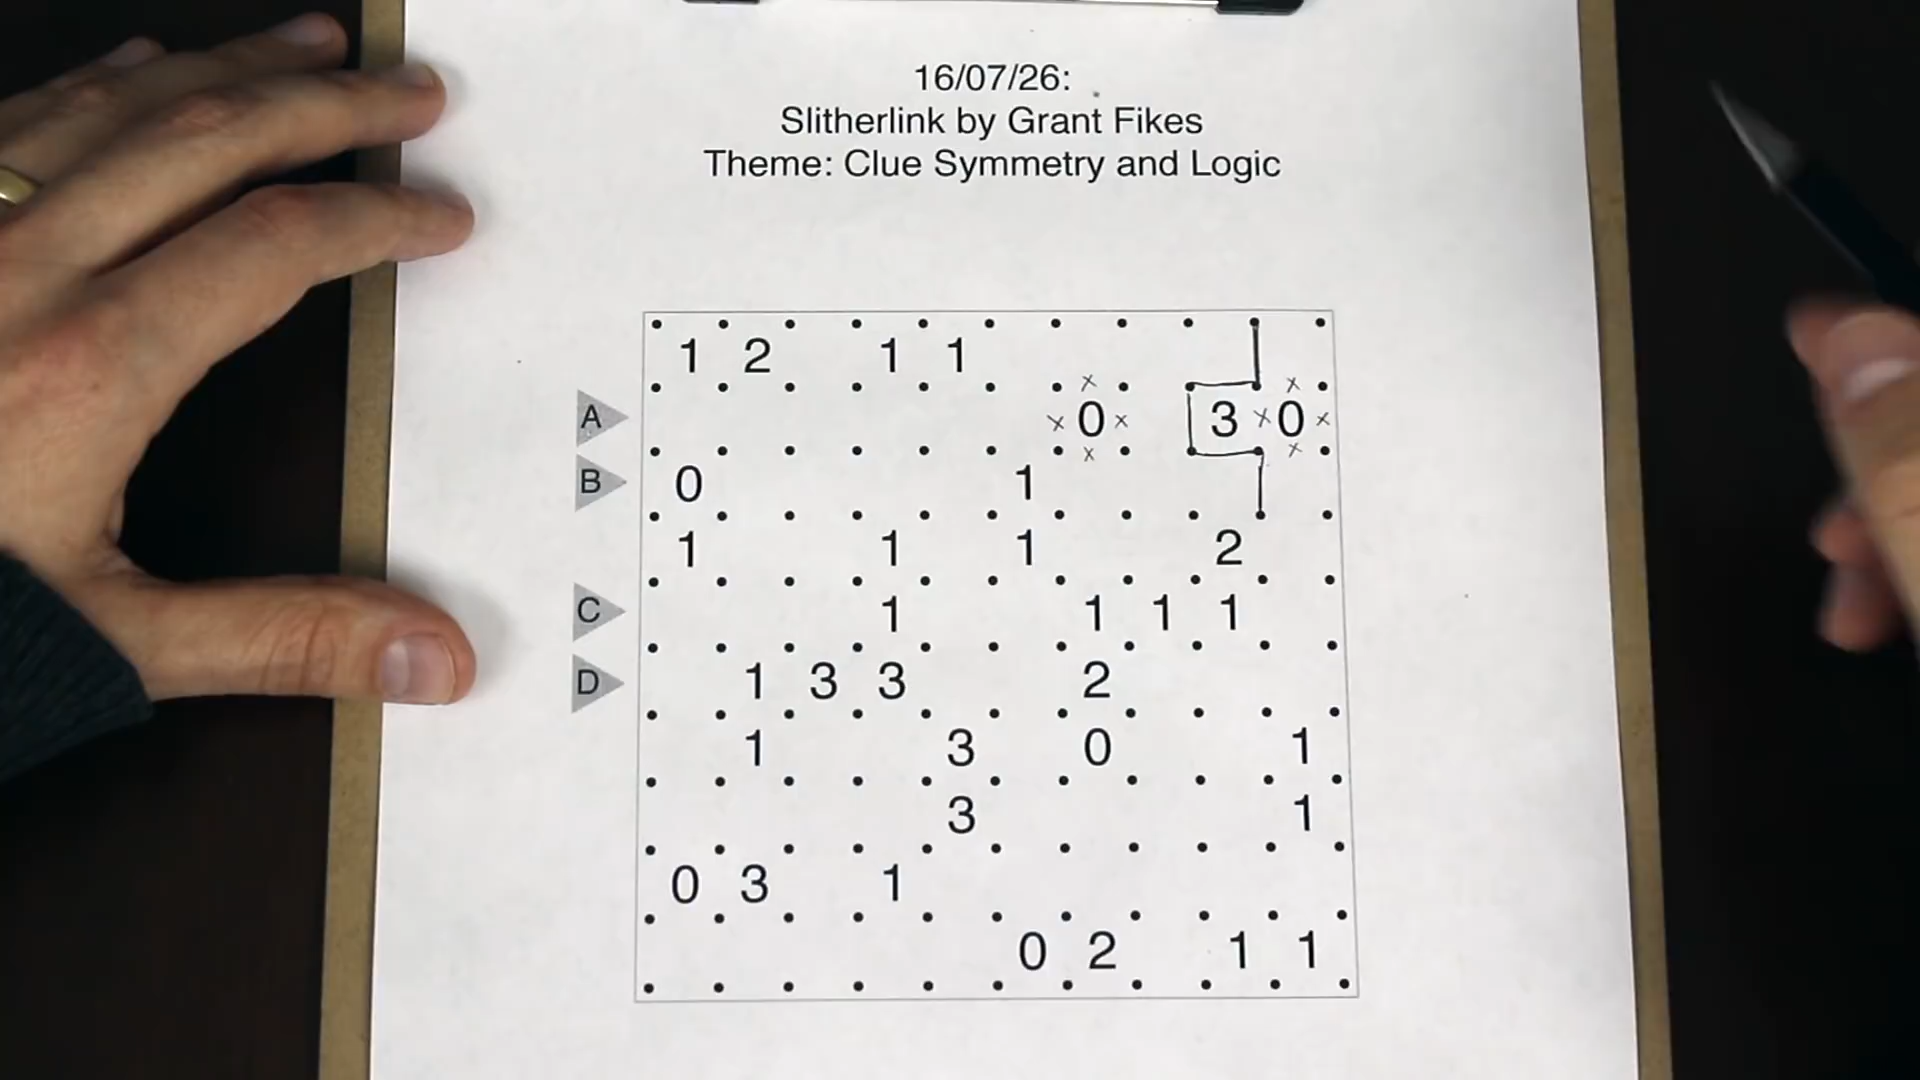 16/07/26:
Slitherlink by Grant Fikes
Theme: Clue Symmetry and Logic
1 2 1 1
A 0 3 0
B 0 1
1 1 1 2
C 1 1 1 1
D 1 3 3 2
1 3 0 1
3 1
0 3 1
0 2 1 1